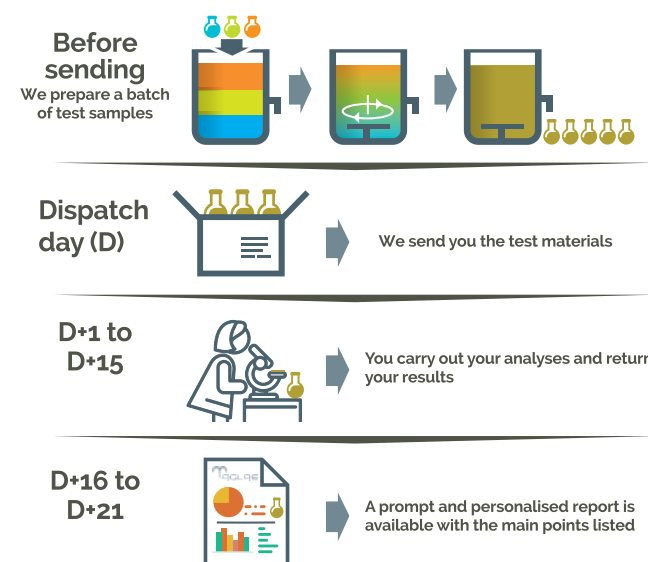 Before
sending
We prepare a batch
of test samples
Dispatch
day (D)
We send you the test materials
D+1 to
D+15
You carry out your analyses and return
your results
D+16 to
D+21
A prompt and personalised report is
available with the main points listed